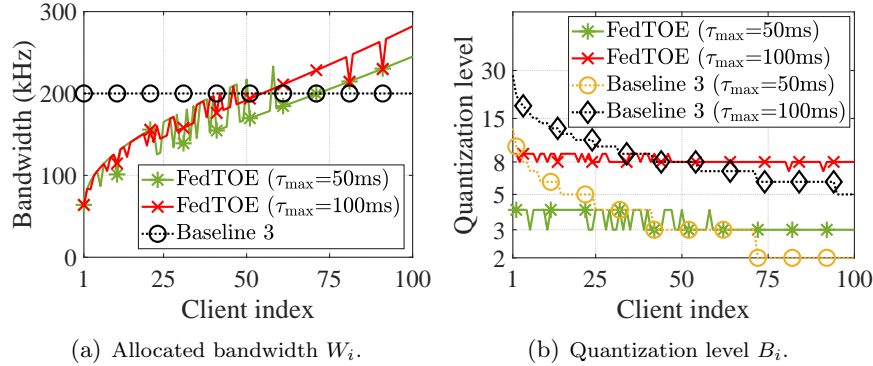 300
200
100
0
Bandwidth (kHz)
FedTOE (τmax=50ms)
FedTOE (τmax=100ms)
Baseline 3
1 25 50 75 100
Client index
(a) Allocated bandwidth Wi.
FedTOE (τmax=50ms)
FedTOE (τmax=100ms)
Baseline 3 (τmax=50ms)
Baseline 3 (τmax=100ms)
30
15
8
5
3
2
Quantization level
1 25 50 75 100
Client index
(b) Quantization level Bi.